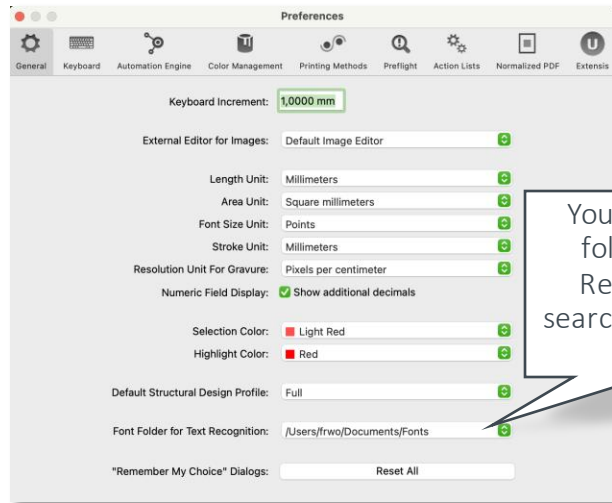 Preferences
General Keyboard Automation Engine Color Management Printing Methods Preflight Action Lists Normalized PDF Extensis
Keyboard Increment: 1,0000 mm
External Editor for Images: Default Image Editor
Length Unit: Millimeters
Area Unit: Square millimeters
Font Size Unit: Points
Stroke Unit: Millimeters
Resolution Unit For Gravure: Pixels per centimeter
Numeric Field Display: Show additional decimals
Selection Color: Light Red
Highlight Color: Red
Default Structural Design Profile: Full
Font Folder for Text Recognition: /Users/frwo/Documents/Fonts
"Remember My Choice" Dialogs: Reset All
You
fol
Re
searc